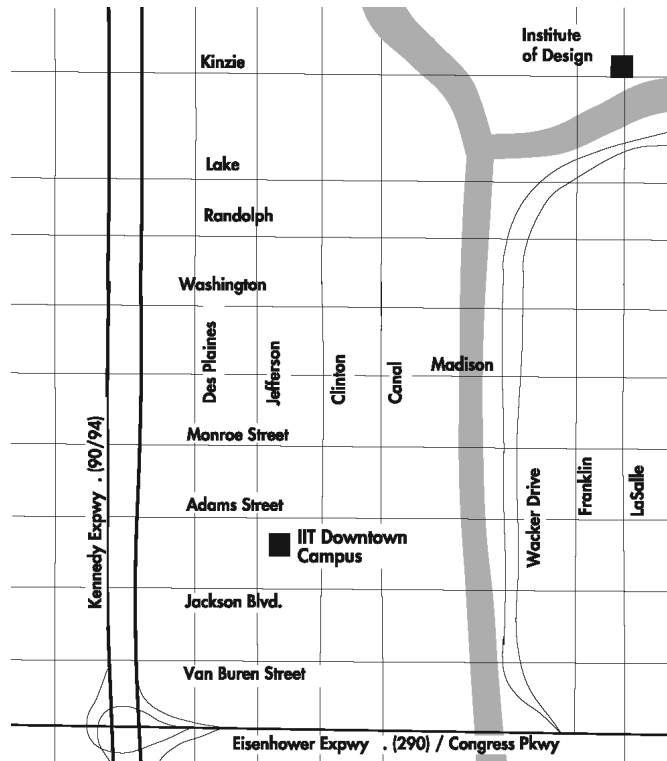 Institute
of Design
Kinzie
Lake
Randolph
Washington
Des Plaines
Jefferson
Clinton
Canal
Madison
Monroe Street
Kennedy Expwy . (90/94)
Wacker Drive
Franklin
LaSalle
Adams Street
IIT Downtown
Campus
Jackson Blvd.
Van Buren Street
Eisenhower Expwy . (290) / Congress Pkwy